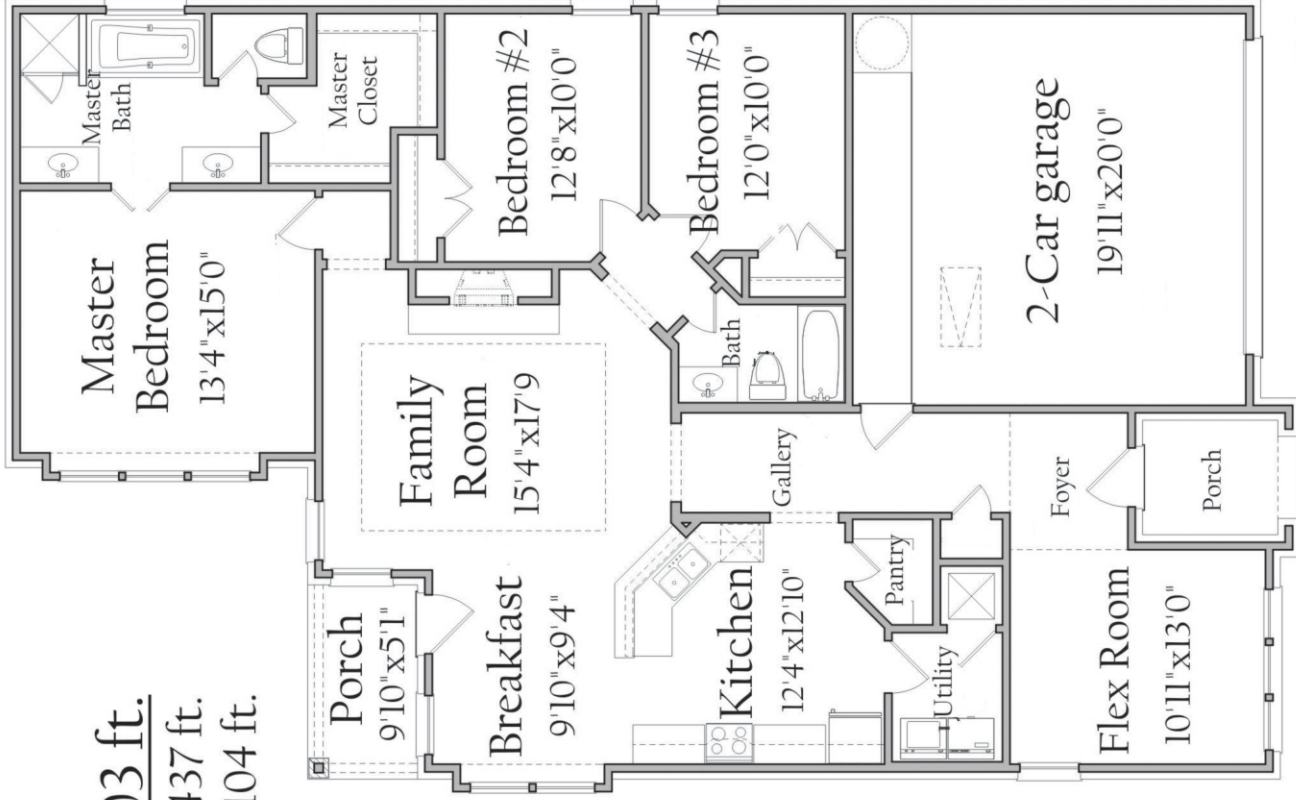 03 ft.
437 ft.
104 ft.
Master
Bath
Master
Closet
Bedroom #2
12'8"x10'0"
Bedroom #3
12'0"x10'0"
2-Car garage
19'11"x20'0"
Master
Bedroom
13'4"x15'0"
Family
Room
15'4"x17'9
Bath
Gallery
Foyer
Porch
Porch
9'10"x5'1"
Breakfast
9'10"x9'4"
Kitchen
12'4"x12'10"
Pantry
Utility
Flex Room
10'11"x13'0"